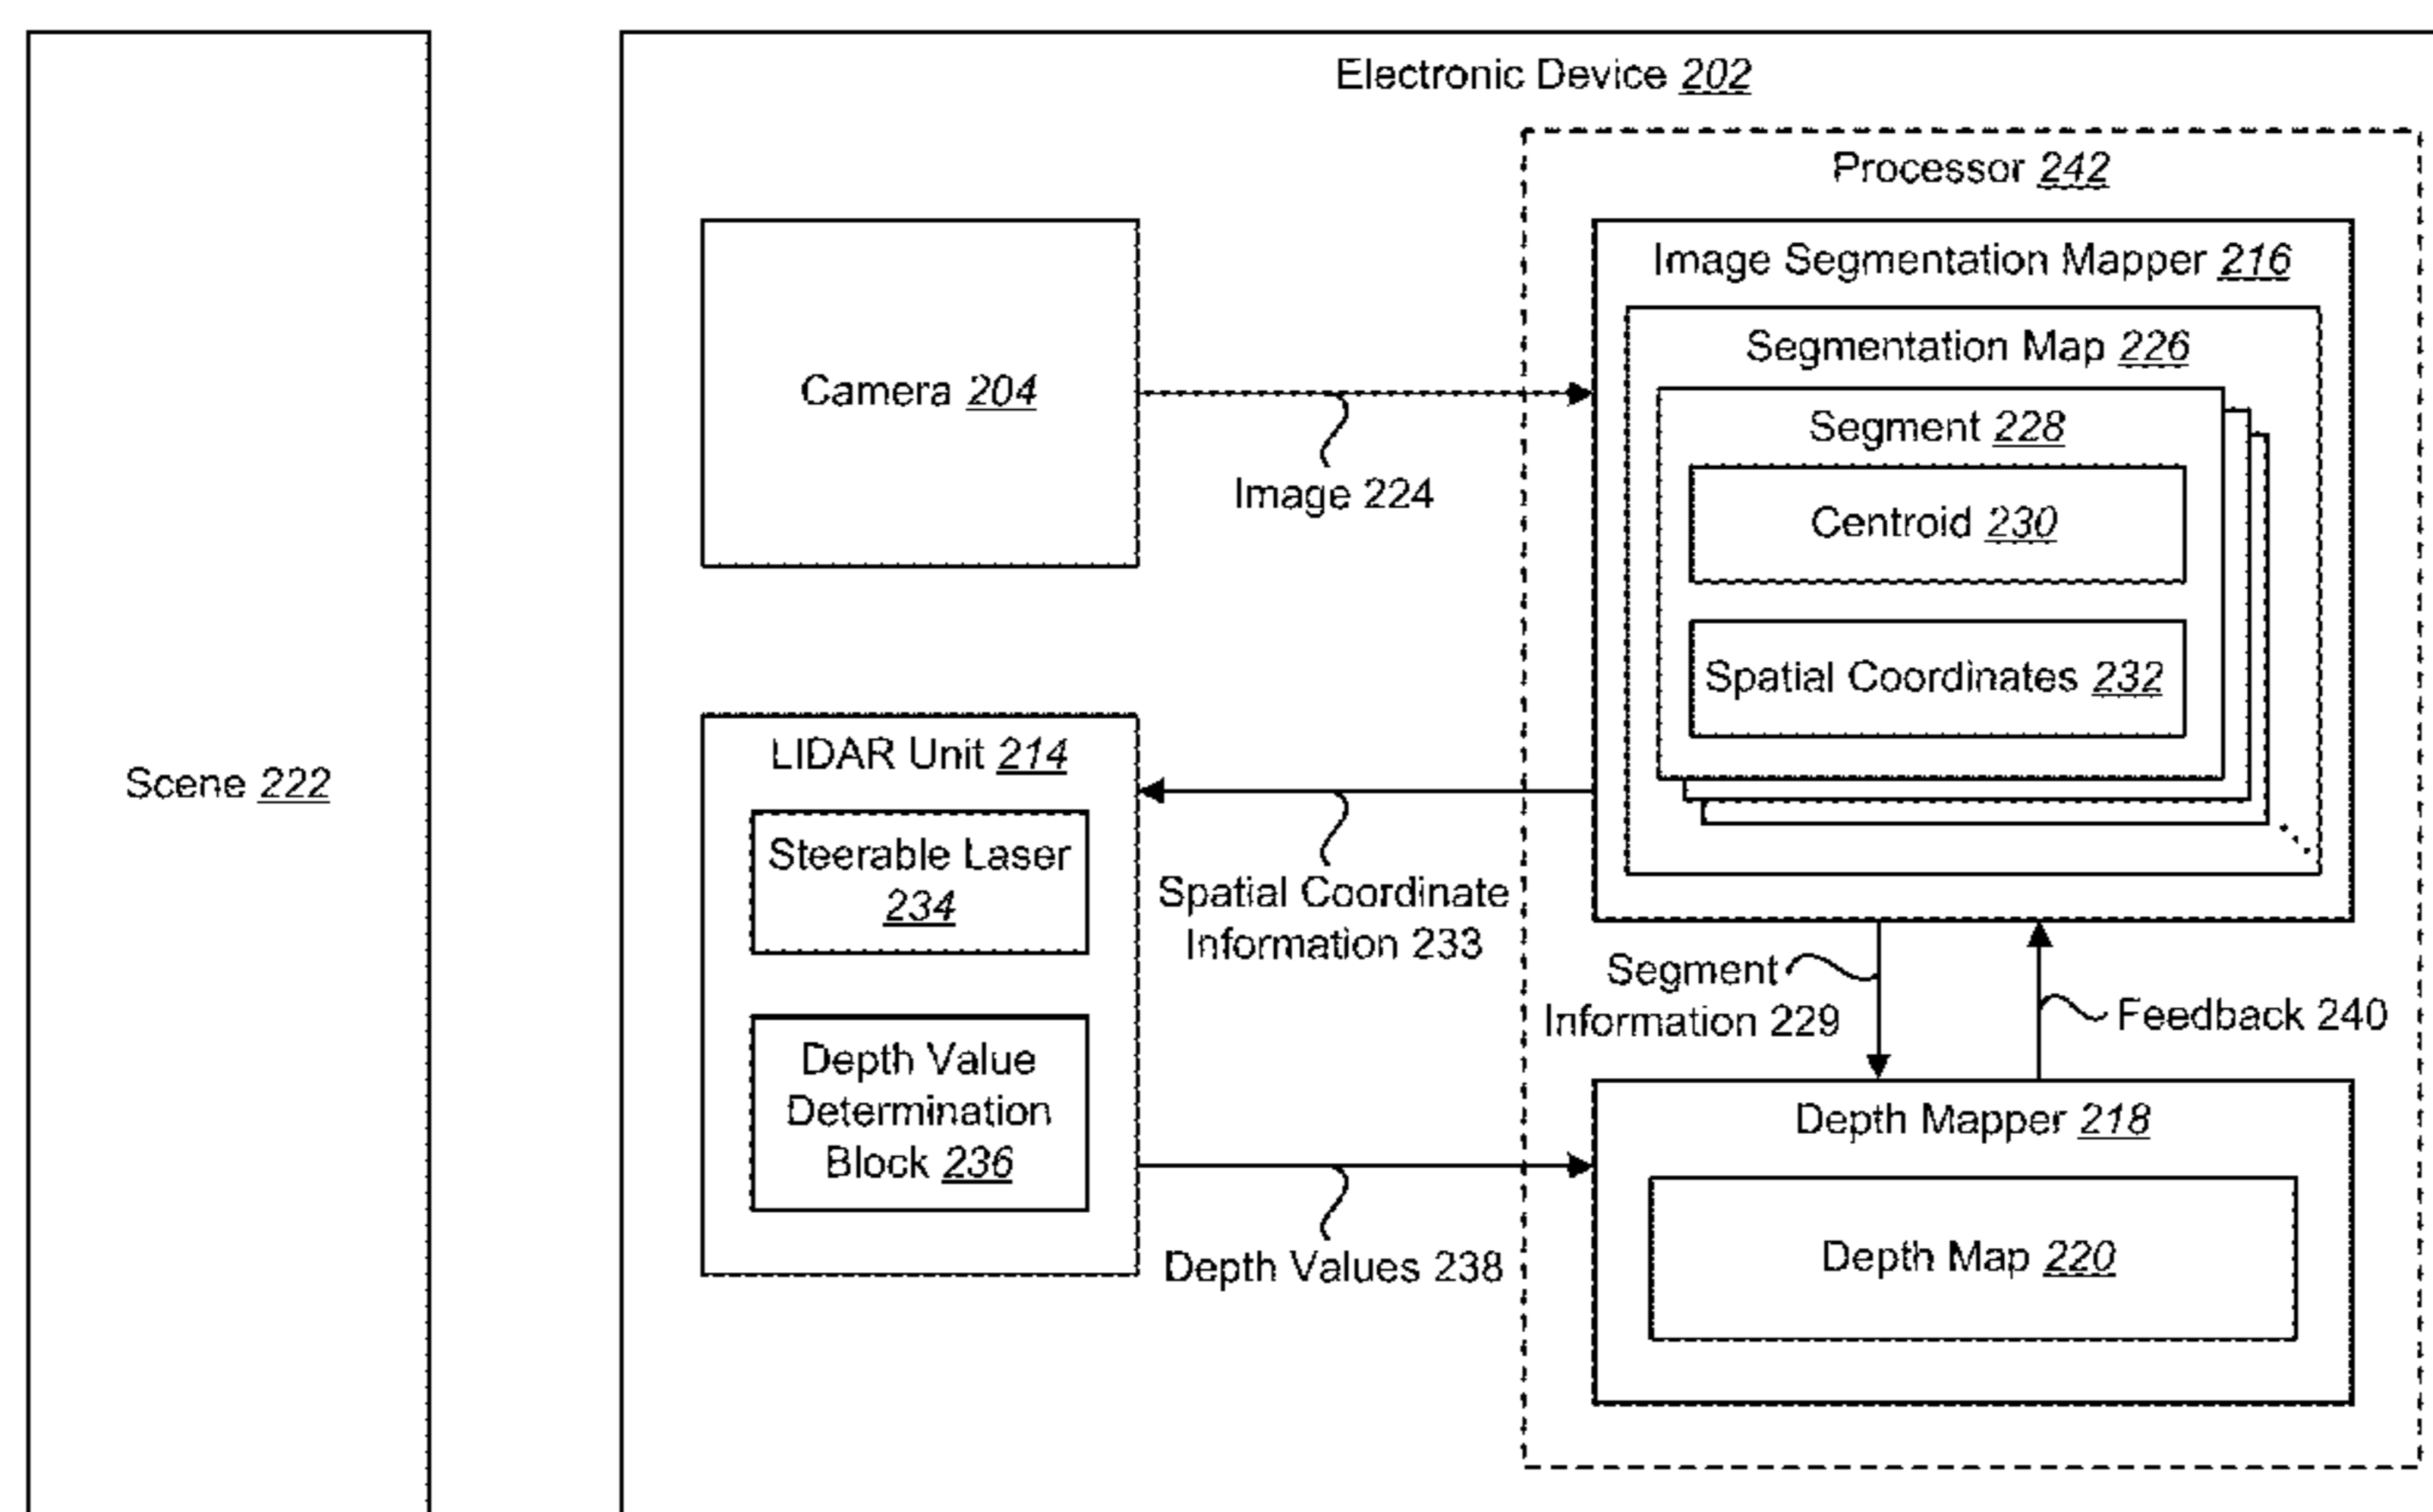 Electronic Device 202
Processor 242
Image Segmentation Mapper 216
Segmentation Map 226
Segment 228
Centroid 230
Spatial Coordinates 232
Camera 204
Image 224
Scene 222
LIDAR Unit 214
Steerable Laser
234
Depth Value
Determination
Block 236
Spatial Coordinate
Information 233
Segment
Information 229
Feedback 240
Depth Values 238
Depth Mapper 218
Depth Map 220